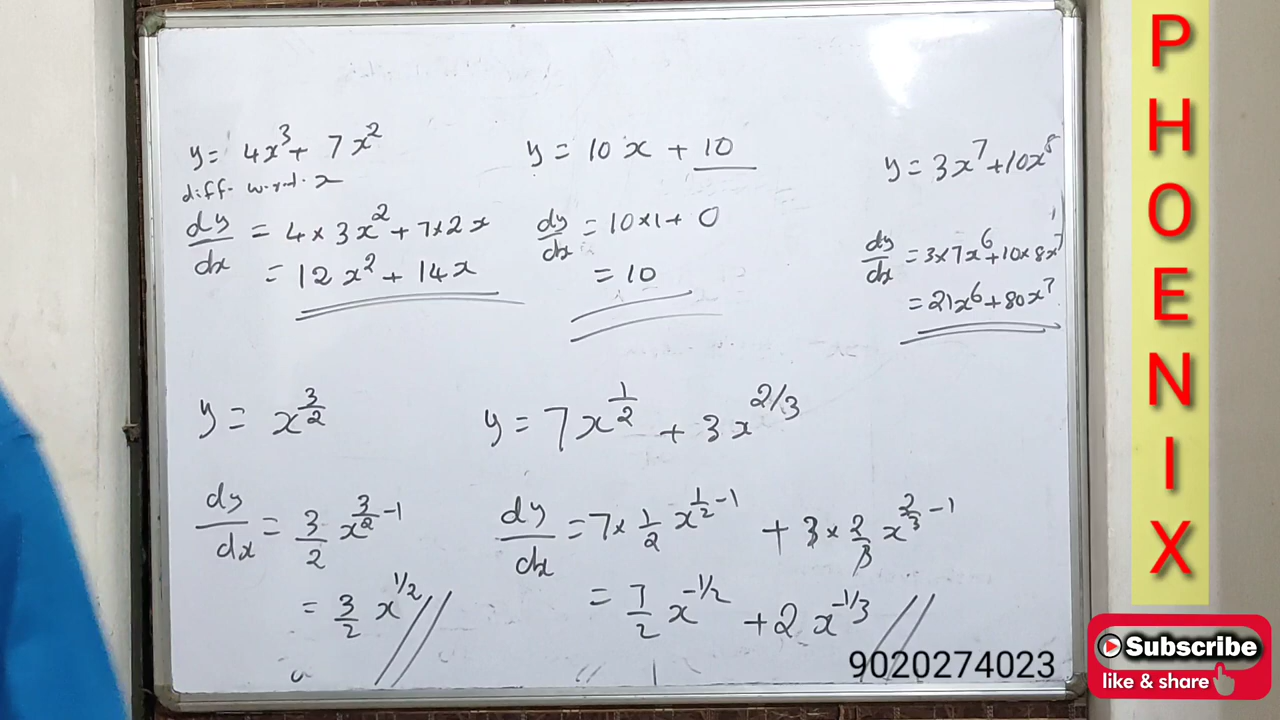 y = 4x³ + 7x²
diff. w.r.t. x
dy/dx = 4 × 3x² + 7×2x
= 12x² + 14x
y = 10x + 10
dy/dx = 10×1 + 0
= 10
y = 3x⁷ + 10x⁸
dy/dx = 3×7x⁶ + 10×8x⁷
= 21x⁶ + 80x⁷
y = x^(3/2)
dy/dx = 3/2 x^(3/2 - 1)
= 3/2 x^(1/2) //
y = 7x^(1/2) + 3x^(2/3)
dy/dx = 7 × 1/2 x^(1/2 - 1) + 3 × 2/3 x^(2/3 - 1)
= 7/2 x^(-1/2) + 2x^(-1/3) //
PHOENIX
9020274023
Subscribe
like & share